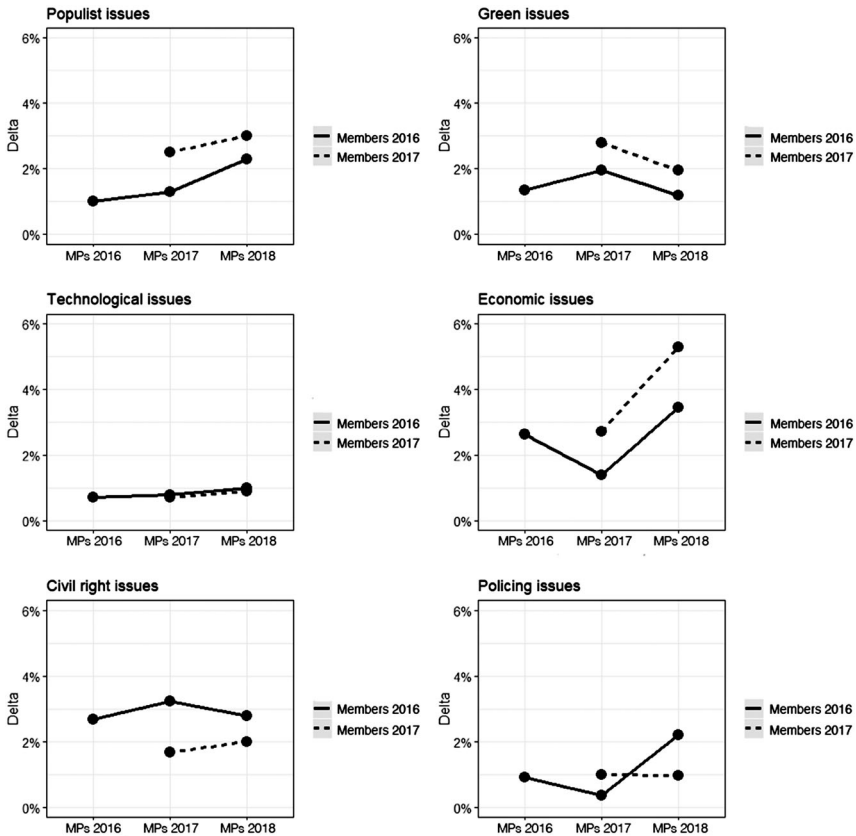 Populist issues
6%
4%
2%
0%
Delta
MPs 2016 MPs 2017 MPs 2018
Members 2016
Members 2017
Green issues
6%
4%
2%
0%
Delta
MPs 2016 MPs 2017 MPs 2018
Members 2016
Members 2017
Technological issues
6%
4%
2%
0%
Delta
MPs 2016 MPs 2017 MPs 2018
Members 2016
Members 2017
Economic issues
6%
4%
2%
0%
Delta
MPs 2016 MPs 2017 MPs 2018
Members 2016
Members 2017
Civil right issues
6%
4%
2%
0%
Delta
MPs 2016 MPs 2017 MPs 2018
Members 2016
Members 2017
Policing issues
6%
4%
2%
0%
Delta
MPs 2016 MPs 2017 MPs 2018
Members 2016
Members 2017